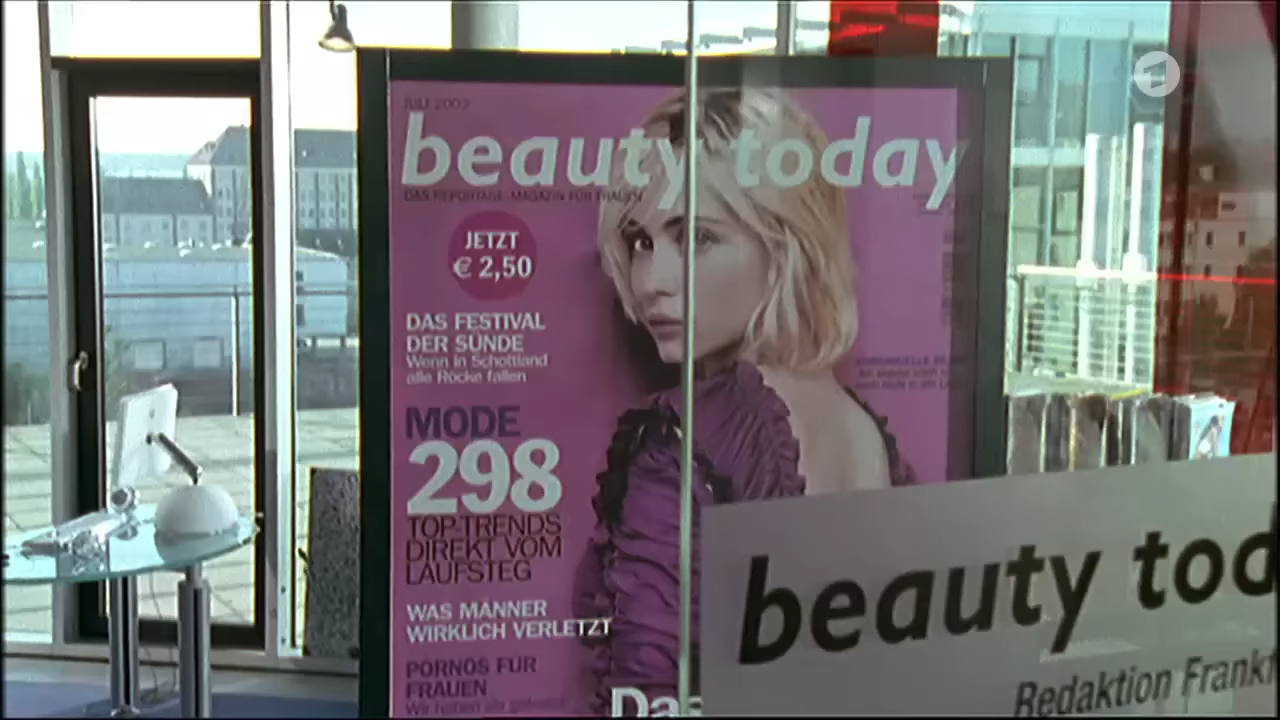 JULI 2002
beauty today
DAS REPORTAGE-MAGAZIN FÜR FRAUEN
JETZT
€ 2,50
DAS FESTIVAL
DER SÜNDE
Wenn in Schottland
alle Röcke fallen
MODE
298
TOP-TRENDS
DIREKT VOM
LAUFSTEG
WAS MÄNNER
WIRKLICH VERLETZT
PORNOS FÜR
FRAUEN
Das
beauty tod
Redaktion Frankf